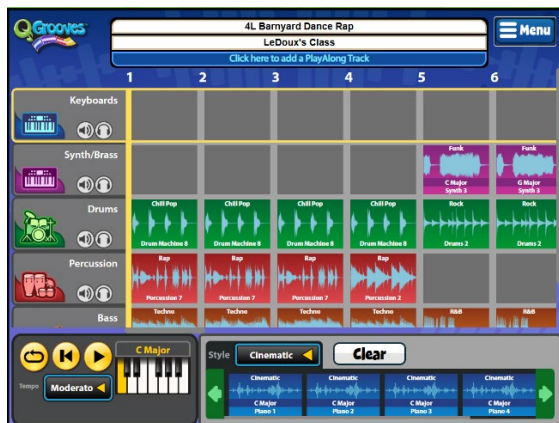 QGrooves
4L Barnyard Dance Rap
LeDoux's Class
Click here to add a PlayAlong Track
Menu
1 2 3 4 5 6
Keyboards
Synth/Brass
Funk Funk
C Major G Major
Synth 3 Synth 3
Drums
Chill Pop Chill Pop Chill Pop Chill Pop Rock Rock
Drum Machine 8 Drum Machine 8 Drum Machine 8 Drum Machine 8 Drums 2 Drums 2
Percussion
Rap Rap Rap Rap
Percussion 7 Percussion 7 Percussion 7 Percussion 2
Bass
Techno Techno Techno Techno R&B R&B
C Major
Tempo Moderato
Style Cinematic Clear
Cinematic Cinematic Cinematic Cinematic
C Major C Major C Major C Major
Piano 1 Piano 2 Piano 3 Piano 4